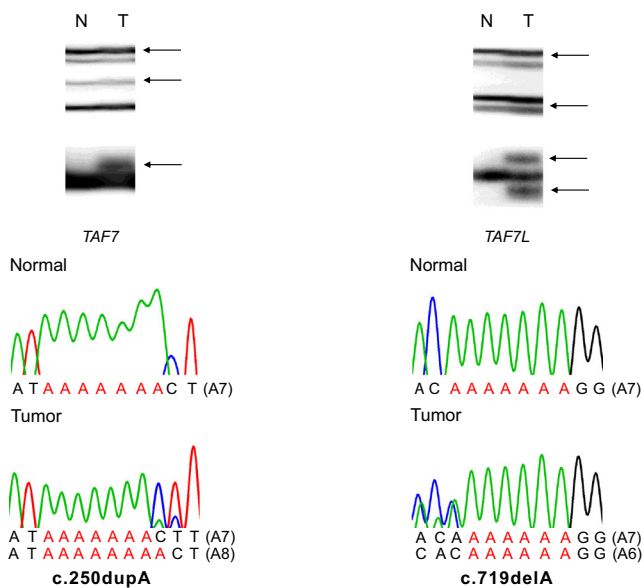 N T
TAF7
Normal
A T A A A A A A A C T (A7)
Tumor
A T A A A A A A A C T T (A7)
A T A A A A A A A A C T (A8)
c.250dupA
N T
TAF7L
Normal
A C A A A A A A A G G (A7)
Tumor
A C A A A A A A A G G (A7)
C A C A A A A A A G G (A6)
c.719delA